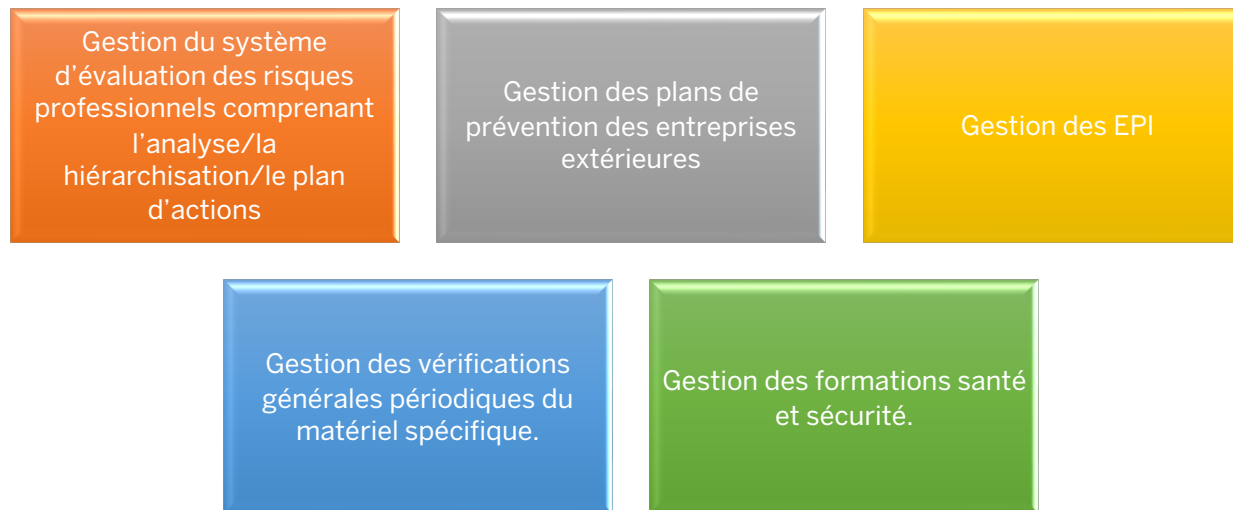 Gestion du système
d’évaluation des risques
professionnels comprenant
l’analyse/la
hiérarchisation/le plan
d’actions
Gestion des plans de
prévention des entreprises
extérieures
Gestion des EPI
Gestion des vérifications
générales périodiques du
matériel spécifique.
Gestion des formations santé
et sécurité.